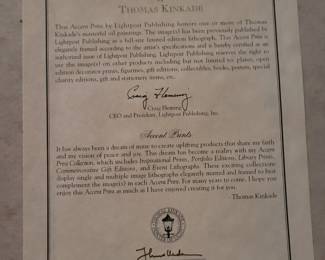 THOMAS KINKADE
This Accent Print by Lightpost Publishing honors one or more of Thomas
Kinkade's masterful oil paintings. The image(s) has been previously published by
Lightpost Publishing as a full-size limited edition lithograph. This Accent Print is
elegantly framed according to the artist's specifications and is hereby certified as an
authorized issue of Lightpost Publishing. Lightpost Publishing reserves the right to
use the image(s) on other products including but not limited to: plates, open
edition decorator prints, figurines, gift editions, collectibles, books, posters, special
charity editions, gift and stationery items, etc.
Craig Fleming
Craig Fleming
CEO and President, Lightpost Publishing, Inc.
Accent Prints
It has always been a dream of mine to create uplifting products that share my faith
and my vision of peace and joy. This dream has become a reality with my Accent
Print Collection, which includes Inspirational Prints, Portfolio Editions, Library Prints,
Commemorative Gift Editions, and Event Lithographs. These exciting collections
display single and multiple image lithographs elegantly matted and framed to best
complement the image(s) in each Accent Print. For many years to come, I hope you
enjoy this Accent Print as much as I have enjoyed creating it for you.
-Thomas Kinkade